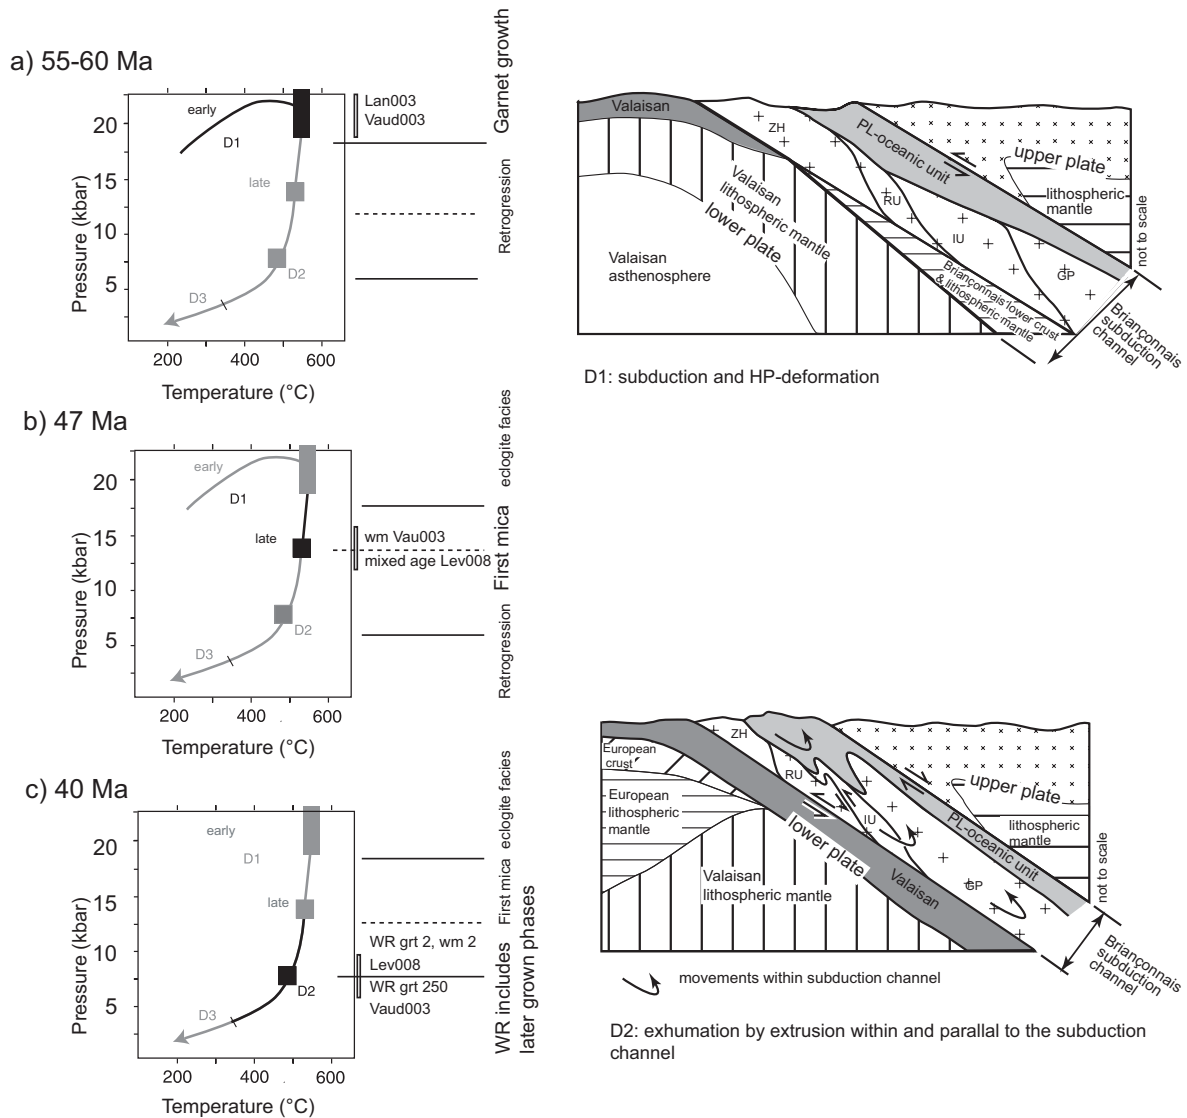 a) 55-60 Ma
Pressure (kbar)
20
15
10
5
early
D1
late
D2
D3
200
400
600
Temperature (°C)
Lan003
Vaud003
Garnet growth
Retrogression
Valaisan
ZH
PL-oceanic unit
upper plate
lithospheric
mantle
RU
IU
GP
Valaisan
lithospheric mantle
lower plate
Valaisan
asthenosphere
Briançonnais lower crust
& lithospheric mantle
not to scale
Briançonnais
subduction
channel
D1: subduction and HP-deformation
b) 47 Ma
Pressure (kbar)
20
15
10
5
early
D1
late
D2
D3
200
400
600
Temperature (°C)
wm Vau003
mixed age Lev008
eclogite facies
First mica
Retrogression
c) 40 Ma
Pressure (kbar)
20
15
10
5
early
D1
late
D2
D3
200
400
600
Temperature (°C)
WR grt 2, wm 2
Lev008
WR grt 250
Vaud003
eclogite facies
First mica
WR includes
later grown phases
ZH
European
crust
RU
European
lithospheric
mantle
IU
upper plate
lithospheric
mantle
PL-oceanic unit
lower plate
Valaisan
Valaisan
lithospheric mantle
GP
not to scale
Briançonnais
subduction
channel
movements within subduction channel
D2: exhumation by extrusion within and parallal to the subduction
channel